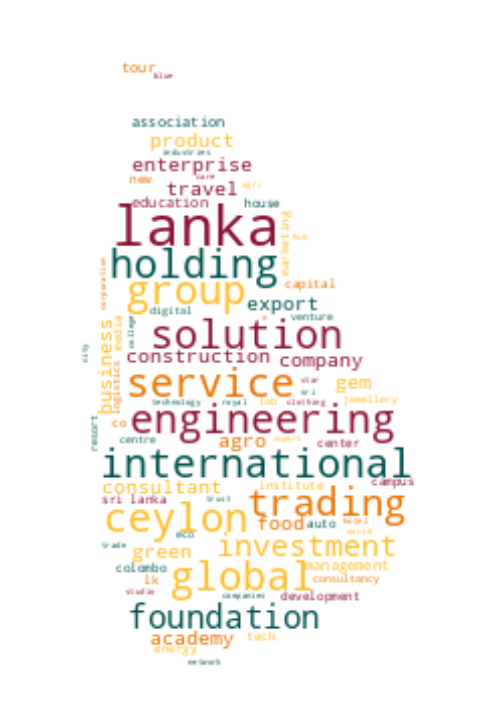 tour
blue
association
product
industries
enterprise
care
new
travel
agri
education
house
lanka
marketing
hub
holding
corporation
group
capital
export
digital
venture
college
media
business
solution
city
construction
company
logistics
service
star
gem
sri
technology
royal
lab
clothing
jewellery
engineering
co
resort
centre
agro
import
center
international
campus
consultant
institute
sri lanka
trust
trading
ceylon
food
auto
hotel
world
eco
trade
green
investment
colombo
management
lk
global
consultancy
studio
companies
development
foundation
academy
tech
energy
network